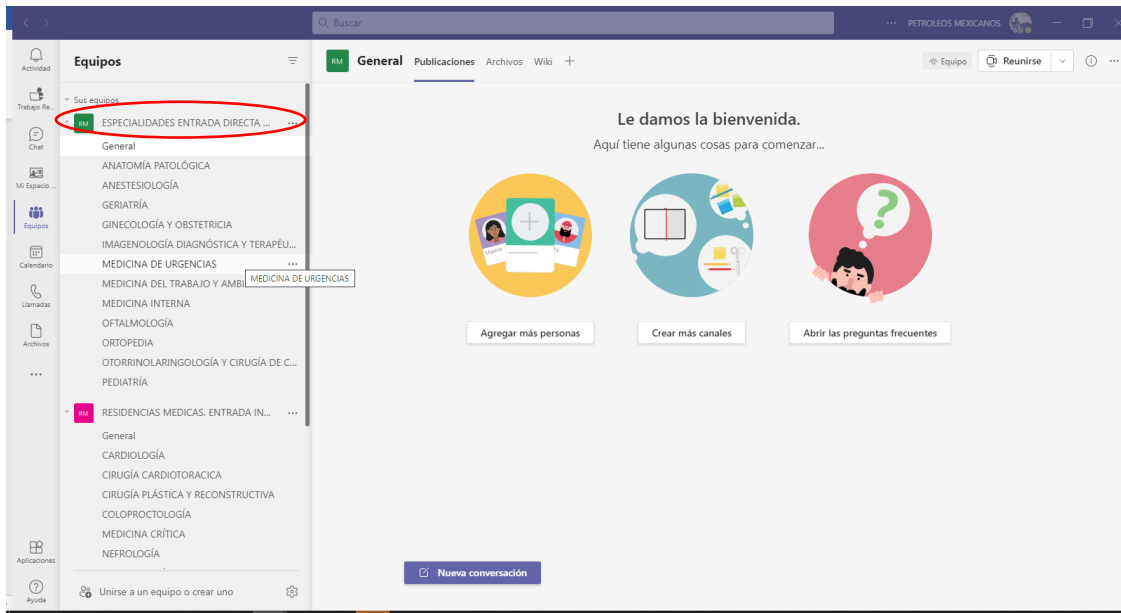 Buscar
PETROLEOS MEXICANOS
Actividad
Trabajo Re...
Chat
Mi Espacio ...
Equipos
Calendario
Llamadas
Archivos
Aplicaciones
Ayuda
Equipos
Sus equipos
RM ESPECIALIDADES ENTRADA DIRECTA ...
General
ANATOMÍA PATOLÓGICA
ANESTESIOLOGÍA
GERIATRÍA
GINECOLOGÍA Y OBSTETRICIA
IMAGENOLOGÍA DIAGNÓSTICA Y TERAPÉU...
MEDICINA DE URGENCIAS
MEDICINA DE URGENCIAS
MEDICINA DEL TRABAJO Y AMBI
MEDICINA INTERNA
OFTALMOLOGÍA
ORTOPEDIA
OTORRINOLARINGOLOGÍA Y CIRUGÍA DE C...
PEDIATRÍA
RM RESIDENCIAS MEDICAS. ENTRADA IN...
General
CARDIOLOGÍA
CIRUGÍA CARDIOTORACICA
CIRUGÍA PLÁSTICA Y RECONSTRUCTIVA
COLOPROCTOLOGÍA
MEDICINA CRÍTICA
NEFROLOGÍA
Unirse a un equipo o crear uno
RM General Publicaciones Archivos Wiki
Equipo Reunirse
Le damos la bienvenida.
Aquí tiene algunas cosas para comenzar...
Agregar más personas
Crear más canales
Abrir las preguntas frecuentes
Nueva conversación